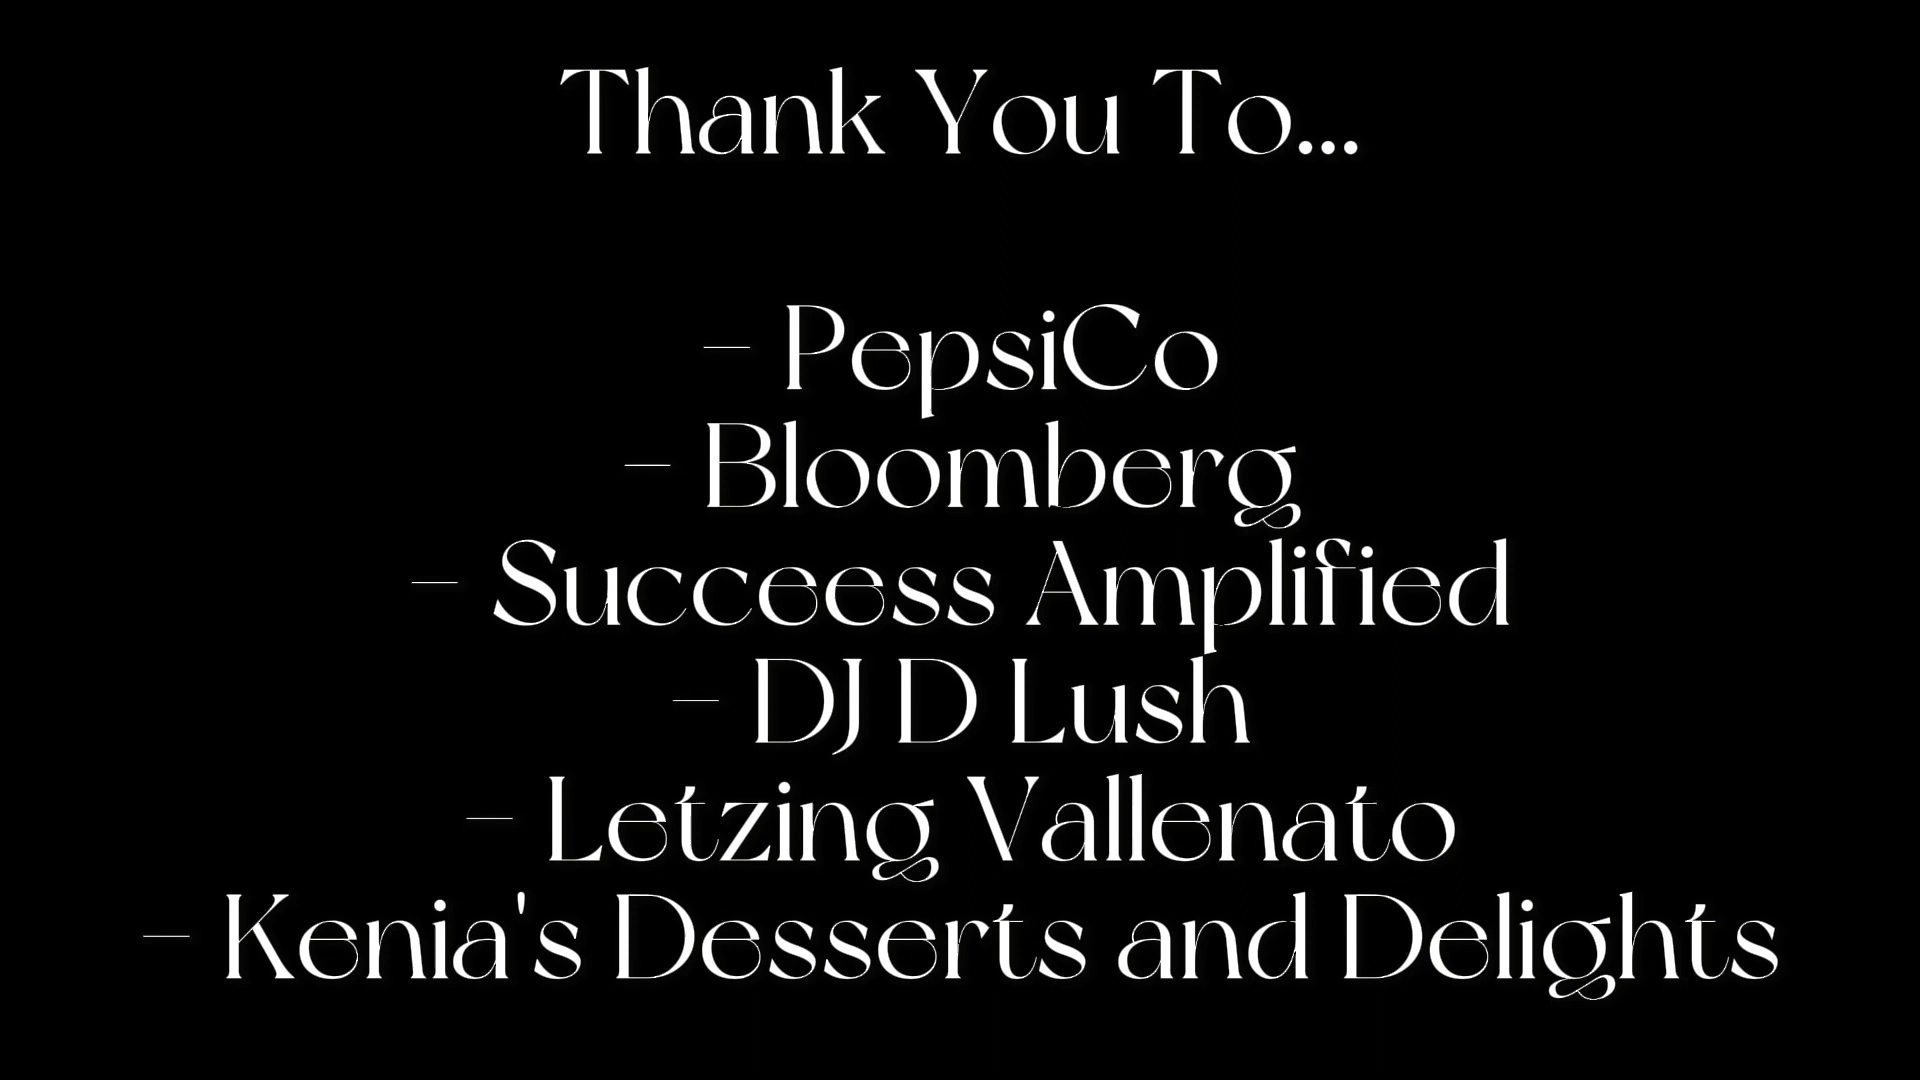 Thank You To...
- PepsiCo
- Bloomberg
- Succeess Amplified
- DJ D Lush
- Letzing Vallenato
- Kenia's Desserts and Delights